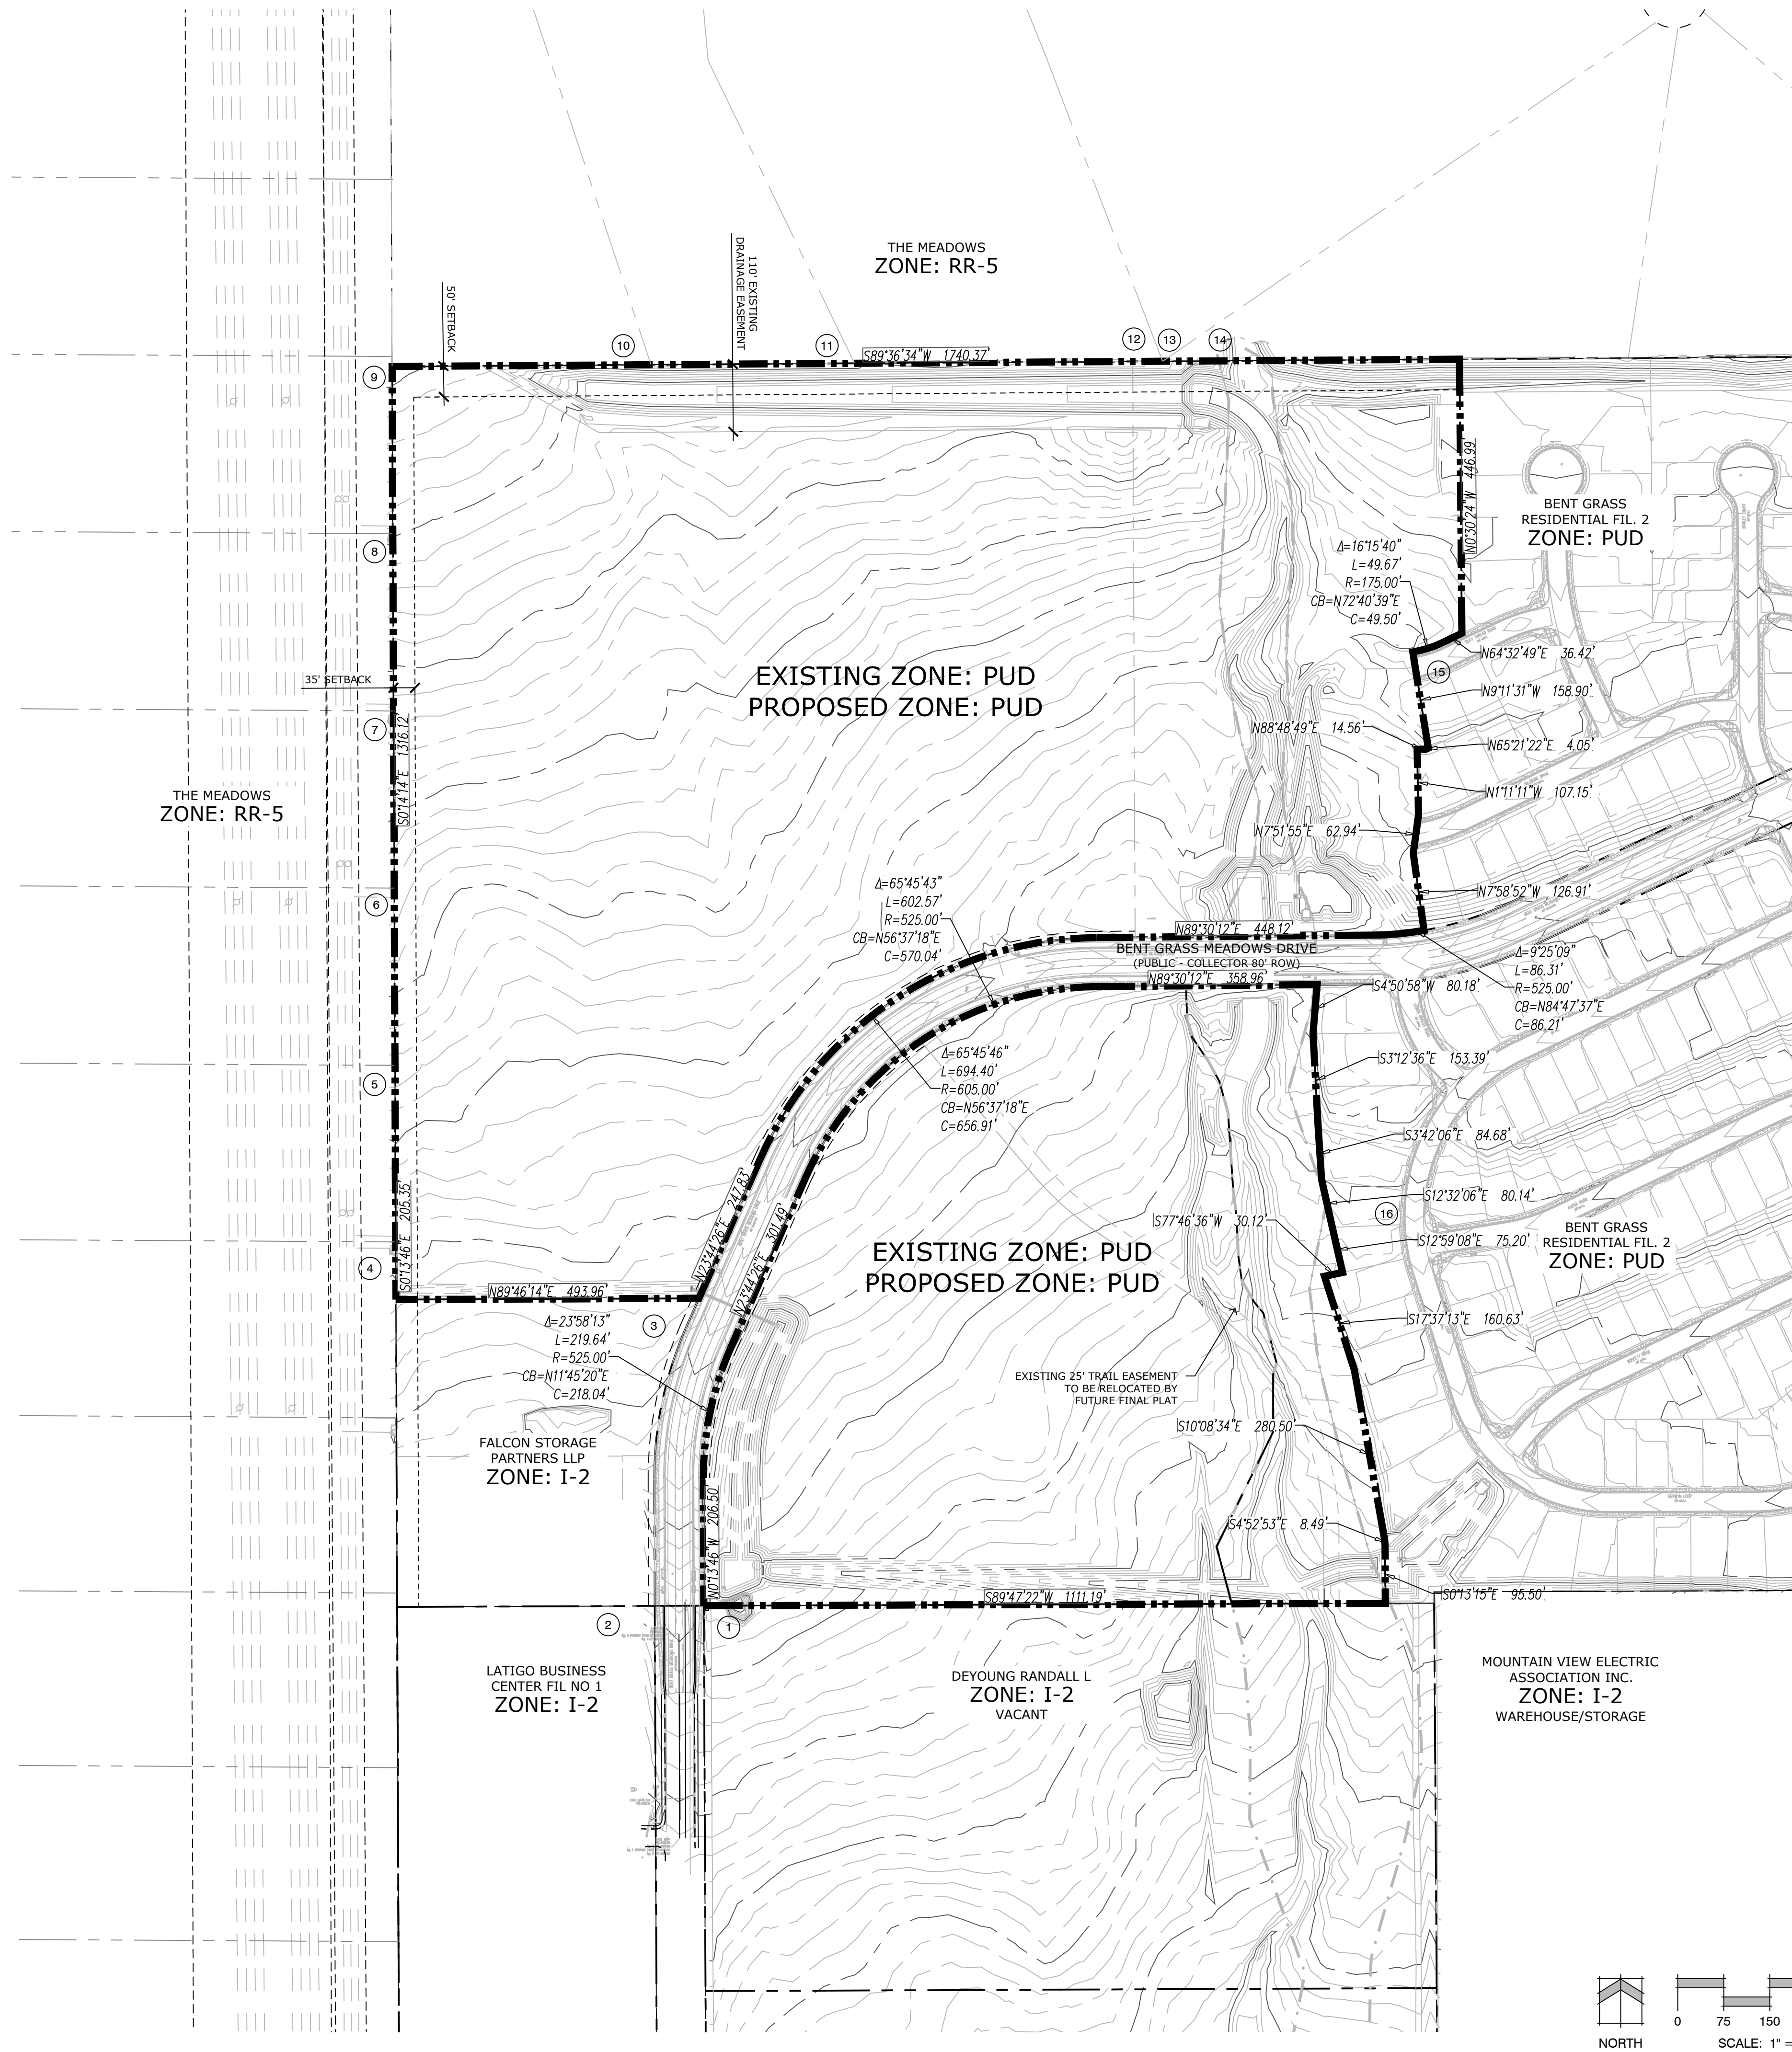 THE MEADOWS
ZONE: RR-5
50' SETBACK
110' EXISTING
DRAINAGE EASEMENT
10
11
S89°36'34"W 1740.37'
12
13
14
9
N0°30'24"W 446.99'
BENT GRASS
RESIDENTIAL FIL. 2
ZONE: PUD
8
Δ=16°15'40"
L=49.67'
R=175.00'
CB=N72°40'39"E
C=49.50'
N64°32'49"E 36.42'
15
EXISTING ZONE: PUD
PROPOSED ZONE: PUD
35' SETBACK
N9°11'31"W 158.90'
7
S0°14'14"E 1316.12'
N88°48'49"E 14.56'
N65°21'22"E 4.05'
THE MEADOWS
ZONE: RR-5
N1°11'11"W 107.15'
N7°51'55"E 62.94'
6
Δ=65°45'43"
L=602.57'
R=525.00'
CB=N56°37'18"E
C=570.04'
N7°58'52"W 126.91'
N89°30'12"E 448.12'
BENT GRASS MEADOWS DRIVE
(PUBLIC - COLLECTOR 80' ROW)
N89°30'12"E 358.96'
Δ=9°25'09"
L=86.31'
R=525.00'
CB=N84°47'37"E
C=86.21'
S4°50'58"W 80.18'
5
Δ=65°45'46"
L=694.40'
R=605.00'
CB=N56°37'18"E
C=656.91'
S3°12'36"E 153.39'
S3°42'06"E 84.68'
S0°13'46"E 205.35'
N23°44'26"E 247.83'
N23°44'26"E 301.49'
S12°32'06"E 80.14'
S77°46'36"W 30.12'
16
S12°59'08"E 75.20'
BENT GRASS
RESIDENTIAL FIL. 2
ZONE: PUD
EXISTING ZONE: PUD
PROPOSED ZONE: PUD
4
N89°46'14"E 493.96'
3
Δ=23°58'13"
L=219.64'
R=525.00'
CB=N11°45'20"E
C=218.04'
S17°37'13"E 160.63'
EXISTING 25' TRAIL EASEMENT
TO BE RELOCATED BY
FUTURE FINAL PLAT
S10°08'34"E 280.50'
FALCON STORAGE
PARTNERS LLP
ZONE: I-2
N0°13'46"W 206.50'
S4°52'53"E 8.49'
S89°47'22"W 1111.19'
S0°13'15"E 95.50'
2
1
LATIGO BUSINESS
CENTER FIL NO 1
ZONE: I-2
DEYOUNG RANDALL L
ZONE: I-2
VACANT
MOUNTAIN VIEW ELECTRIC
ASSOCIATION INC.
ZONE: I-2
WAREHOUSE/STORAGE
0 75 150
NORTH
SCALE: 1" =